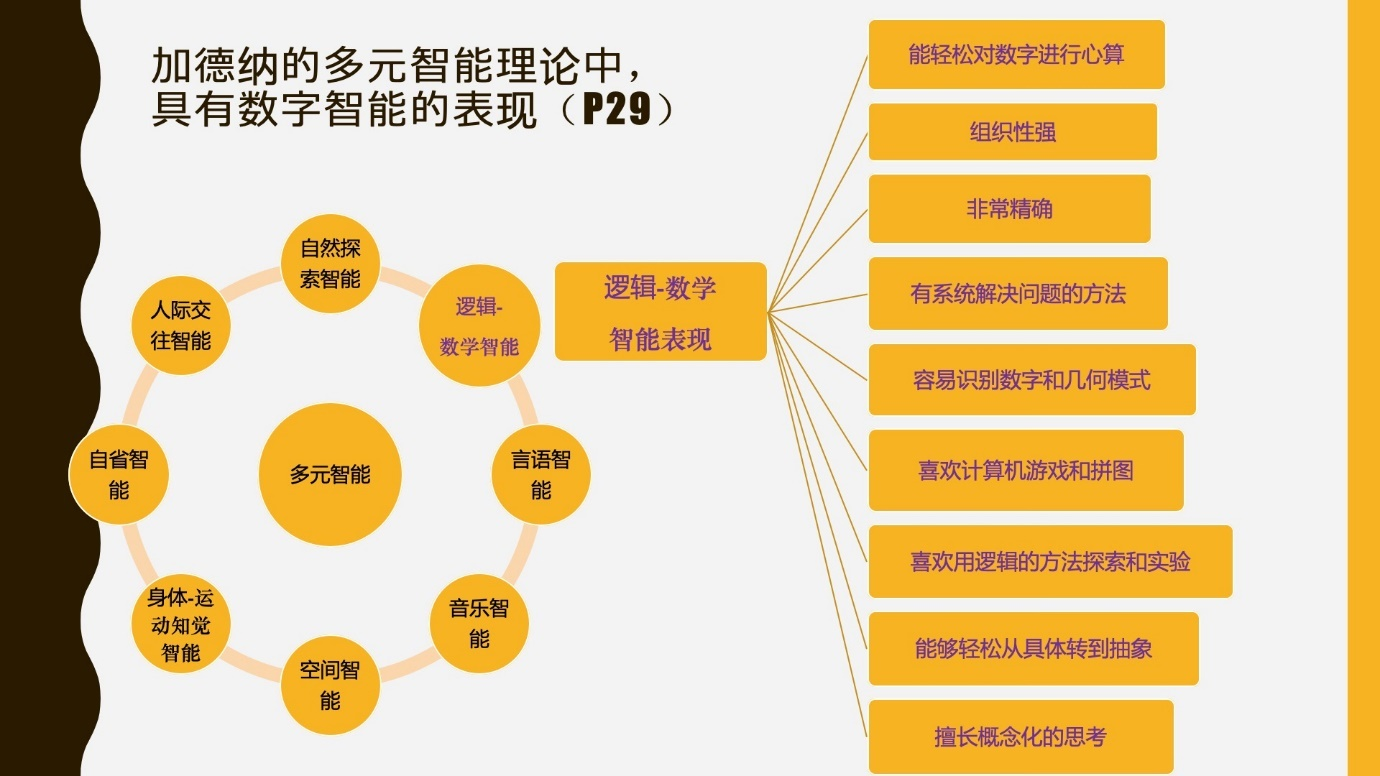 加德纳的多元智能理论中，
具有数字智能的表现（P29）
自然探
索智能
逻辑-
数学智能
言语智
能
音乐智
能
空间智
能
身体-运
动知觉
智能
自省智
能
人际交
往智能
多元智能
逻辑-数学
智能表现
能轻松对数字进行心算
组织性强
非常精确
有系统解决问题的方法
容易识别数字和几何模式
喜欢计算机游戏和拼图
喜欢用逻辑的方法探索和实验
能够轻松从具体转到抽象
擅长概念化的思考